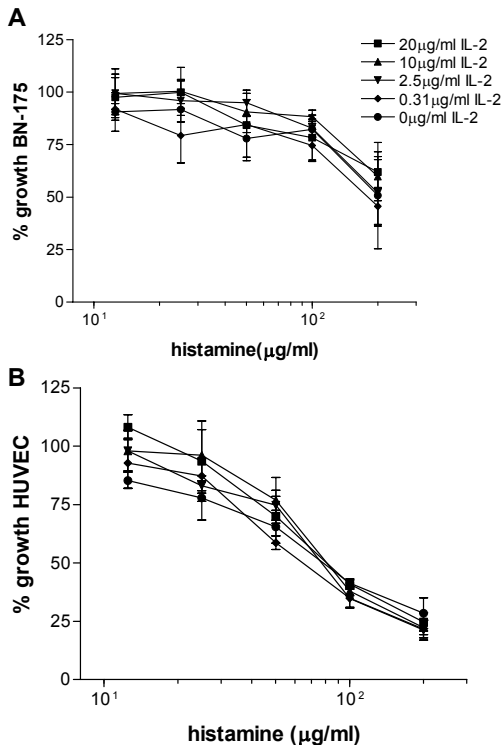 A
% growth BN-175
125
100
75
50
25
0
10¹
10²
histamine(μg/ml)
20μg/ml IL-2
10μg/ml IL-2
2.5μg/ml IL-2
0.31μg/ml IL-2
0μg/ml IL-2
B
% growth HUVEC
125
100
75
50
25
0
10¹
10²
histamine (μg/ml)